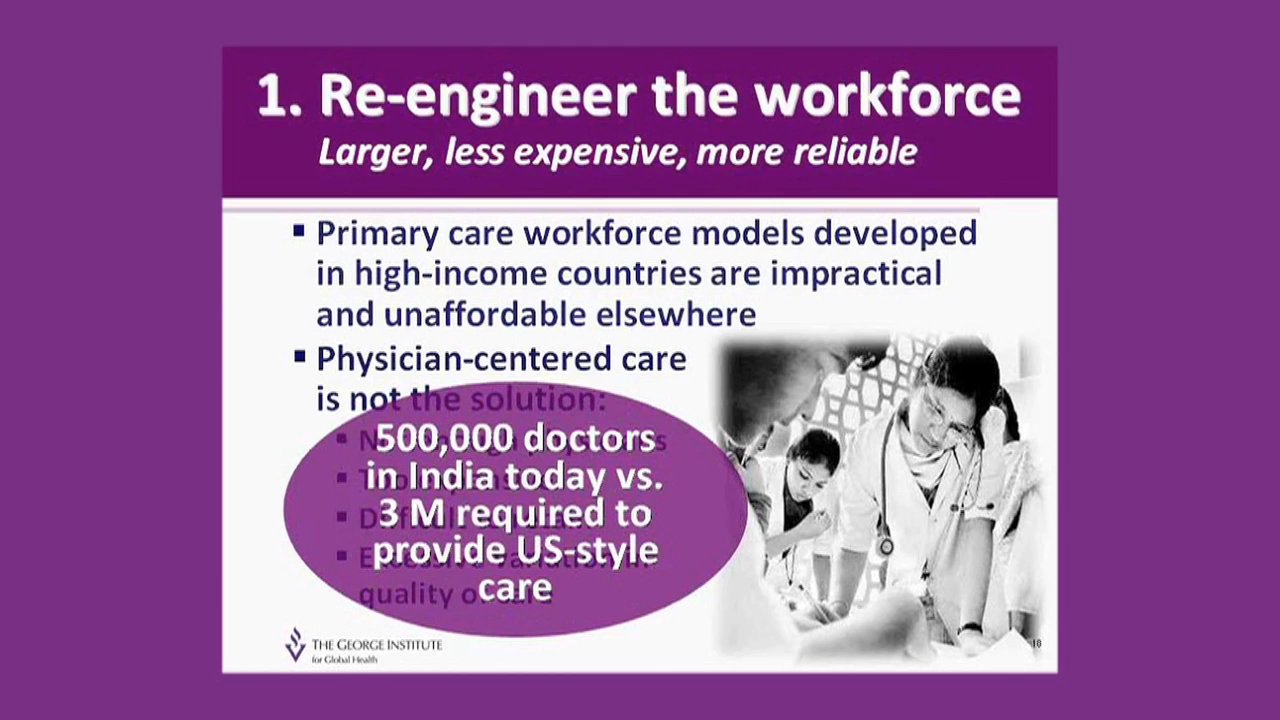 1. Re-engineer the workforce
Larger, less expensive, more reliable
▪ Primary care workforce models developed
in high-income countries are impractical
and unaffordable elsewhere
▪ Physician-centered care
is not the solution:
500,000 doctors
in India today vs.
3 M required to
provide US-style
care
quality of care
THE GEORGE INSTITUTE
for Global Health
18